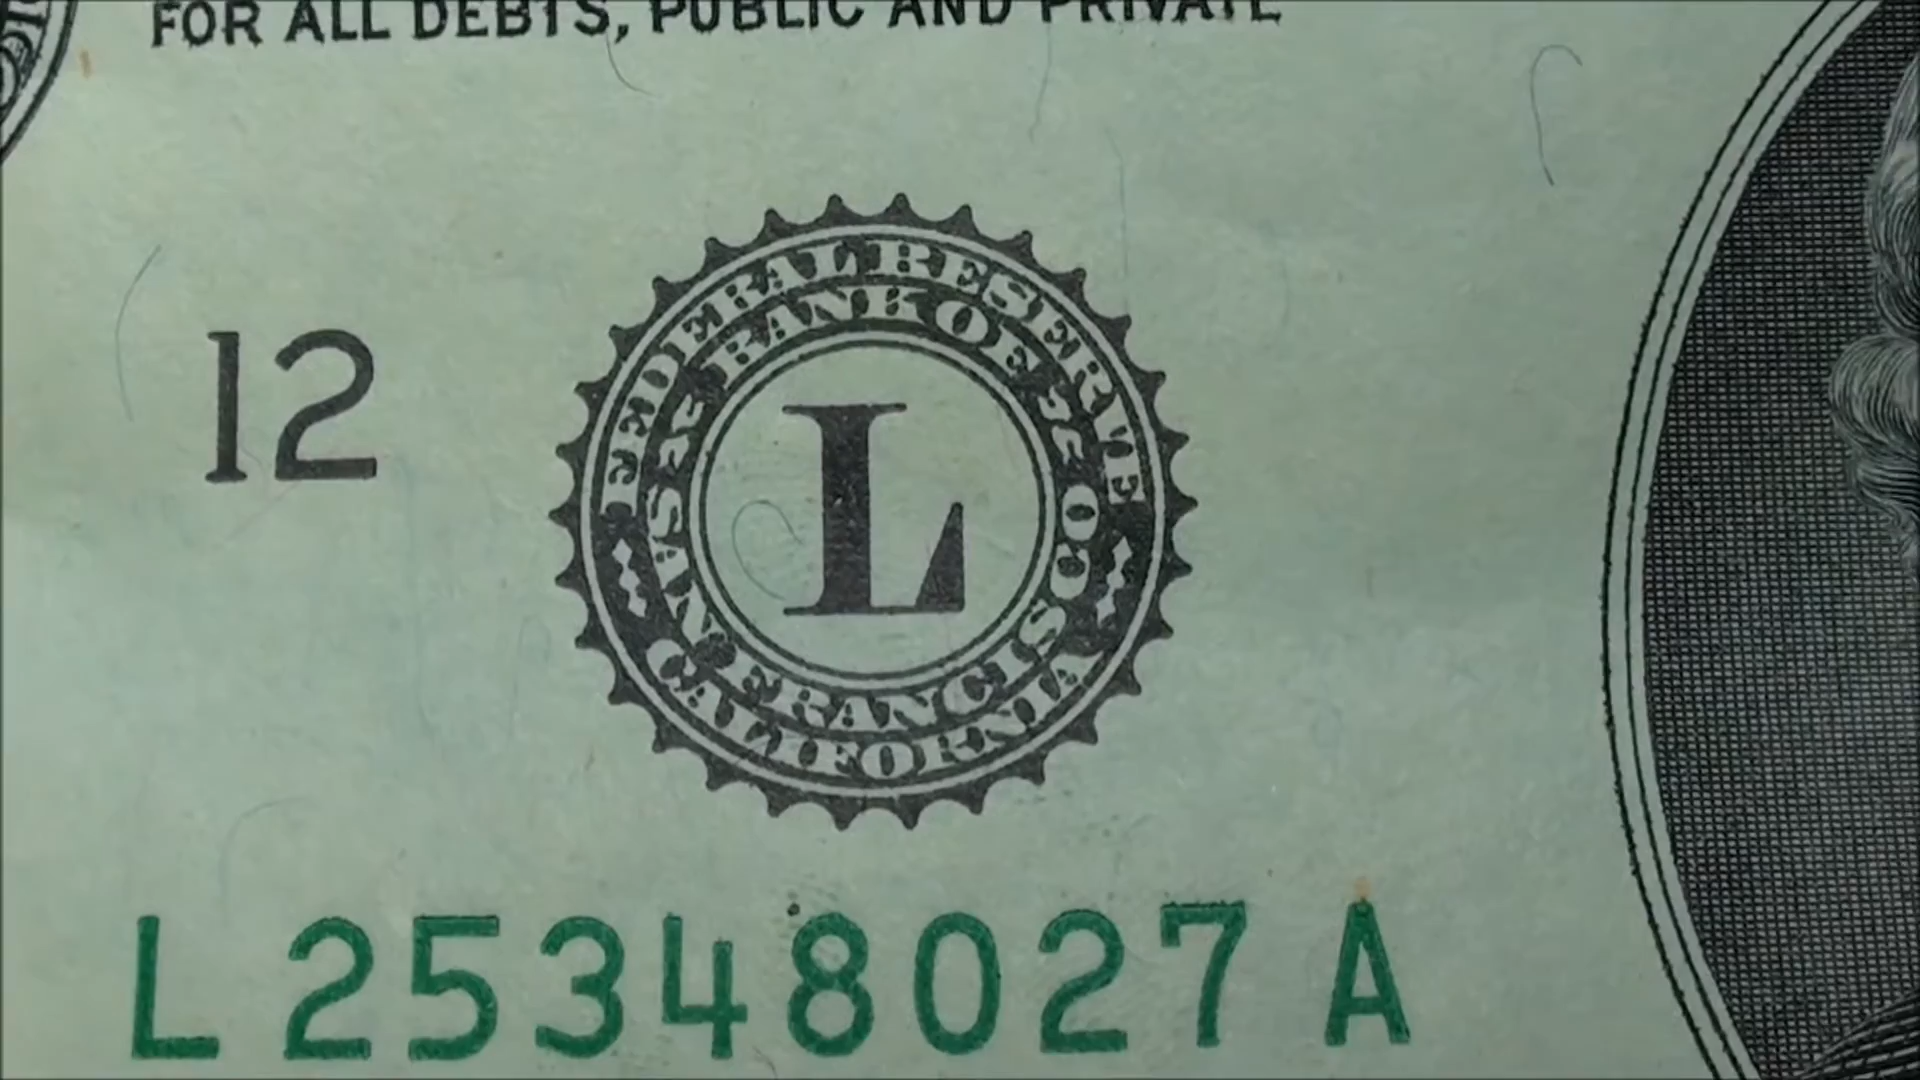 FOR ALL DEBTS, PUBLIC AND PRIVATE
12
FEDERAL RESERVE
BANK OF SAN FRANCISCO
CALIFORNIA
L
L 25348027 A